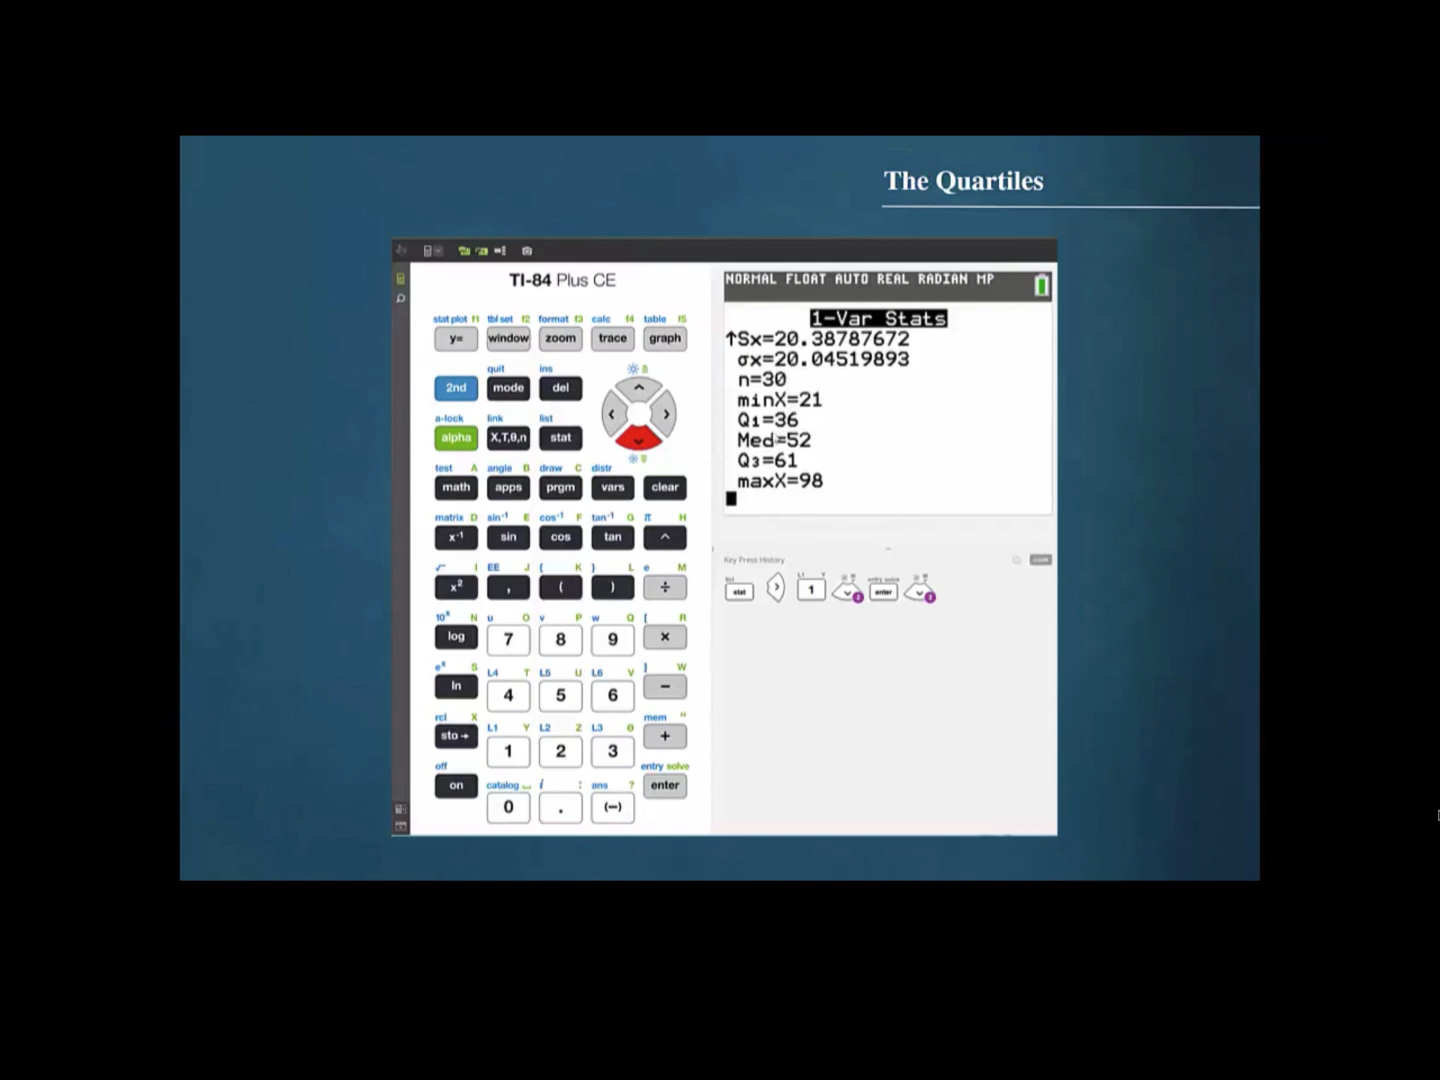 The Quartiles
TI-84 Plus CE
NORMAL FLOAT AUTO REAL RADIAN MP
1-Var Stats
↑Sx=20.38787672
σx=20.04519893
n=30
minX=21
Q₁=36
Med=52
Q₃=61
maxX=98
stat plot f1 tbl set f2 format f3 calc f4 table f5
y= window zoom trace graph
quit ins
2nd mode del
a-lock link list
alpha X,T,θ,n stat
test A angle B draw C distr
math apps prgm vars clear
matrix D sin⁻¹ E cos⁻¹ F tan⁻¹ G π H
x⁻¹ sin cos tan ^
√ I EE J { K } L e M
x² , ( ) ÷
10ˣ N u O v P w Q [ R
log 7 8 9 ×
eˣ S L4 T L5 U L6 V ] W
ln 4 5 6 −
rcl X L1 Y L2 Z L3 θ mem "
sto→ 1 2 3 +
off catalog i : ans ? entry solve
on 0 . (−) enter
Key Press History
stat > 1 enter